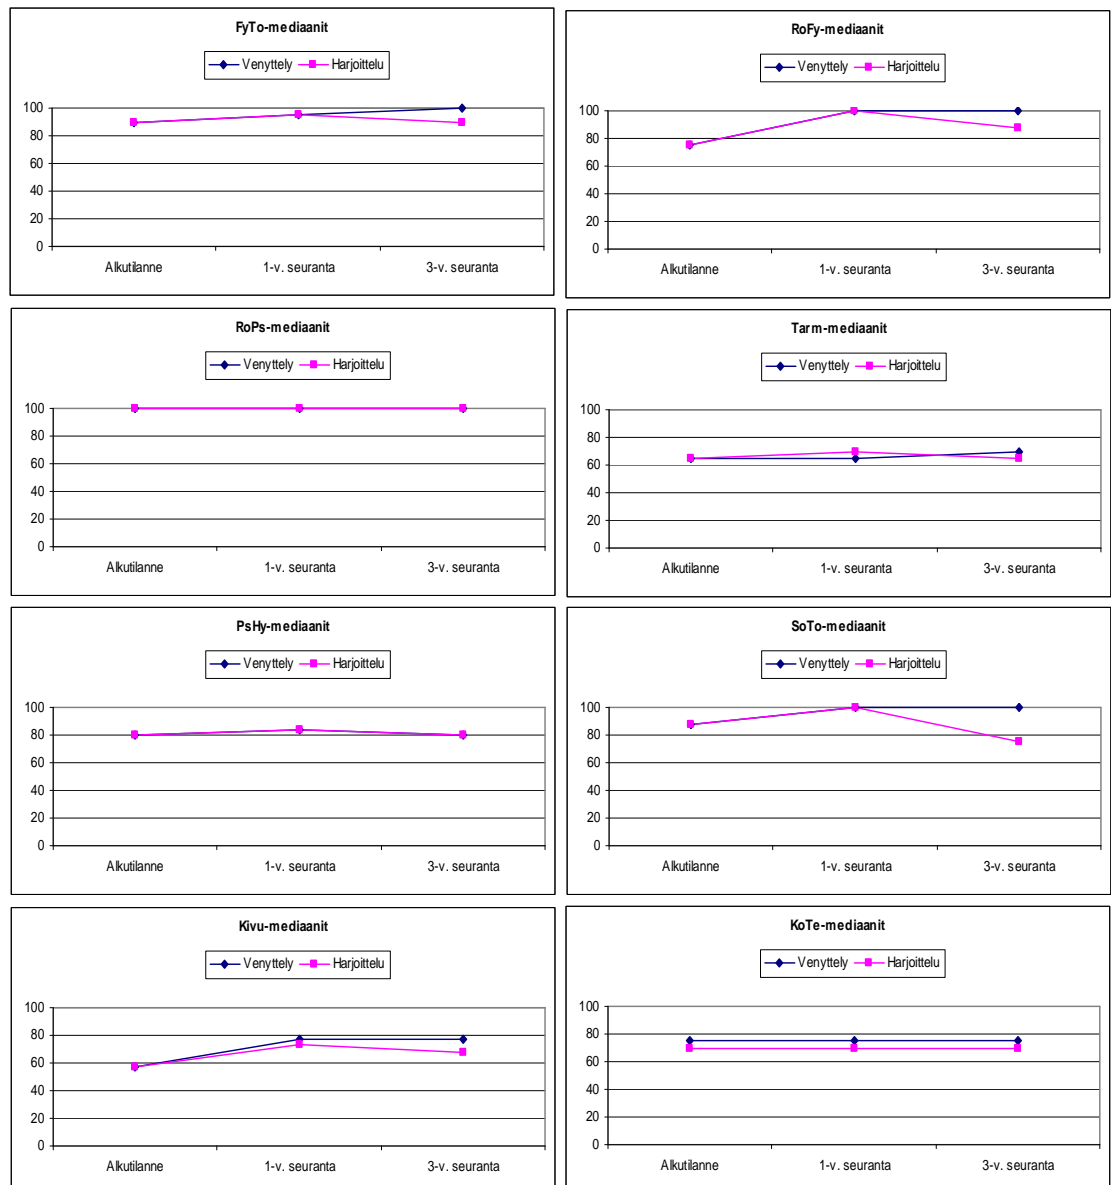 FyTo-mediaanit
Venyttely Harjoittelu
100
80
60
40
20
0
Alkutilanne 1-v. seuranta 3-v. seuranta
RoFy-mediaanit
Venyttely Harjoittelu
100
80
60
40
20
0
Alkutilanne 1-v. seuranta 3-v. seuranta
RoPs-mediaanit
Venyttely Harjoittelu
100
80
60
40
20
0
Alkutilanne 1-v. seuranta 3-v. seuranta
Tarm-mediaanit
Venyttely Harjoittelu
100
80
60
40
20
0
Alkutilanne 1-v. seuranta 3-v. seuranta
PsHy-mediaanit
Venyttely Harjoittelu
100
80
60
40
20
0
Alkutilanne 1-v. seuranta 3-v. seuranta
SoTo-mediaanit
Venyttely Harjoittelu
100
80
60
40
20
0
Alkutilanne 1-v. seuranta 3-v. seuranta
Kivu-mediaanit
Venyttely Harjoittelu
100
80
60
40
20
0
Alkutilanne 1-v. seuranta 3-v. seuranta
KoTe-mediaanit
Venyttely Harjoittelu
100
80
60
40
20
0
Alkutilanne 1-v. seuranta 3-v. seuranta